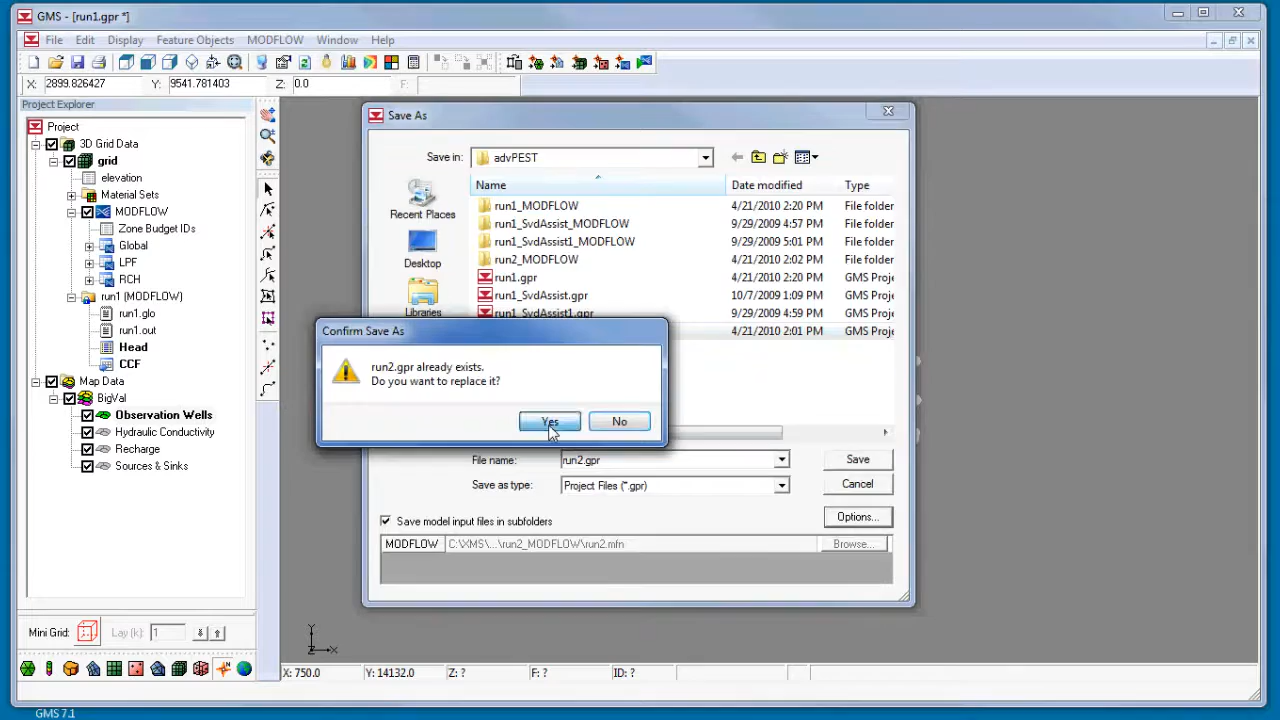 GMS - [run1.gpr *]
File Edit Display Feature Objects MODFLOW Window Help
X: 2899.826427 Y: 9541.781403 Z: 0.0 F:
Project Explorer
Project
3D Grid Data
grid
elevation
Material Sets
MODFLOW
Zone Budget IDs
Global
LPF
RCH
run1 (MODFLOW)
run1.glo
run1.out
Head
CCF
Map Data
BigVal
Observation Wells
Hydraulic Conductivity
Recharge
Sources & Sinks
Mini Grid: Lay (k): 1
Save As
Save in: advPEST
Recent Places
Desktop
Libraries
Name Date modified Type
run1_MODFLOW 4/21/2010 2:20 PM File folder
run1_SvdAssist_MODFLOW 9/29/2009 4:57 PM File folder
run1_SvdAssist1_MODFLOW 9/29/2009 5:01 PM File folder
run2_MODFLOW 4/21/2010 2:02 PM File folder
run1.gpr 4/21/2010 2:20 PM GMS Proje
run1_SvdAssist.gpr 10/7/2009 1:09 PM GMS Proje
run1_SvdAssist1.gpr 9/29/2009 4:59 PM GMS Proje
4/21/2010 2:01 PM GMS Proje
Confirm Save As
run2.gpr already exists.
Do you want to replace it?
Yes No
File name: run2.gpr Save
Save as type: Project Files (*.gpr) Cancel
Save model input files in subfolders Options...
MODFLOW C:\XMS\...\run2_MODFLOW\run2.mfn Browse...
Y
X
X: 750.0 Y: 14132.0 Z: ? F: ? ID: ?
GMS 7.1